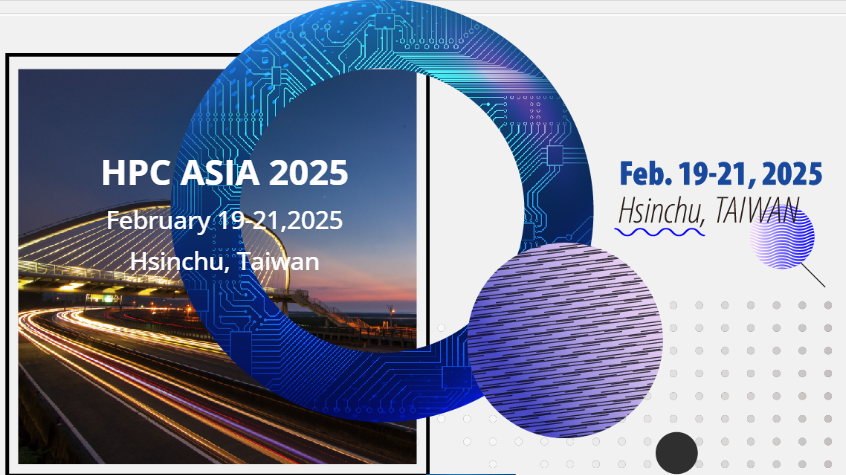 HPC ASIA 2025
February 19-21,2025
Hsinchu, Taiwan
Feb. 19-21, 2025
Hsinchu, TAIWAN